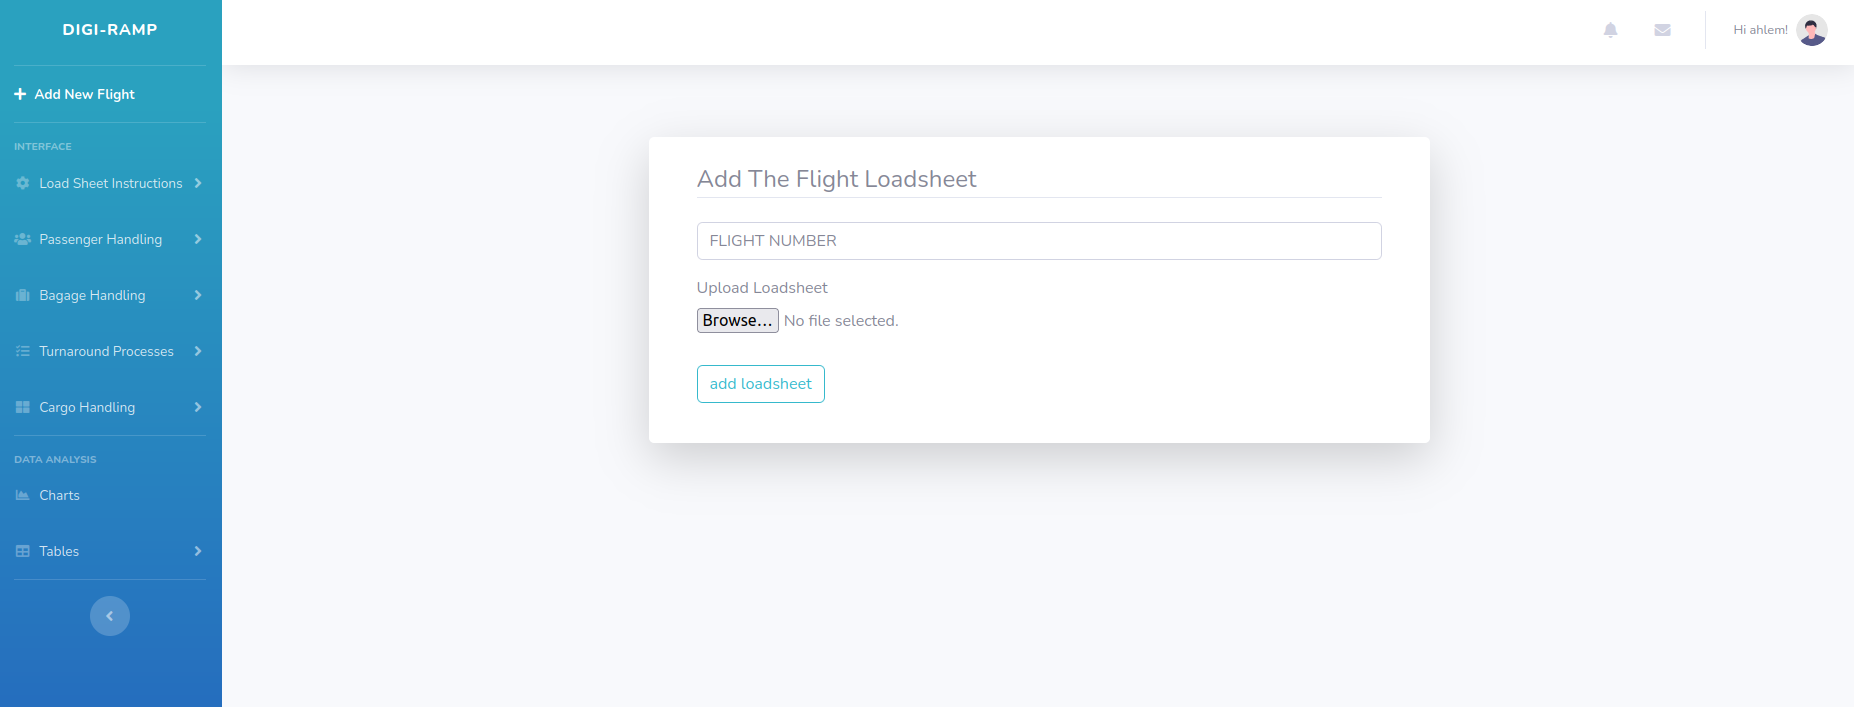 DIGI-RAMP
Add New Flight
INTERFACE
Load Sheet Instructions
Passenger Handling
Bagage Handling
Turnaround Processes
Cargo Handling
DATA ANALYSIS
Charts
Tables
Hi ahlem!
Add The Flight Loadsheet
FLIGHT NUMBER
Upload Loadsheet
Browse... No file selected.
add loadsheet